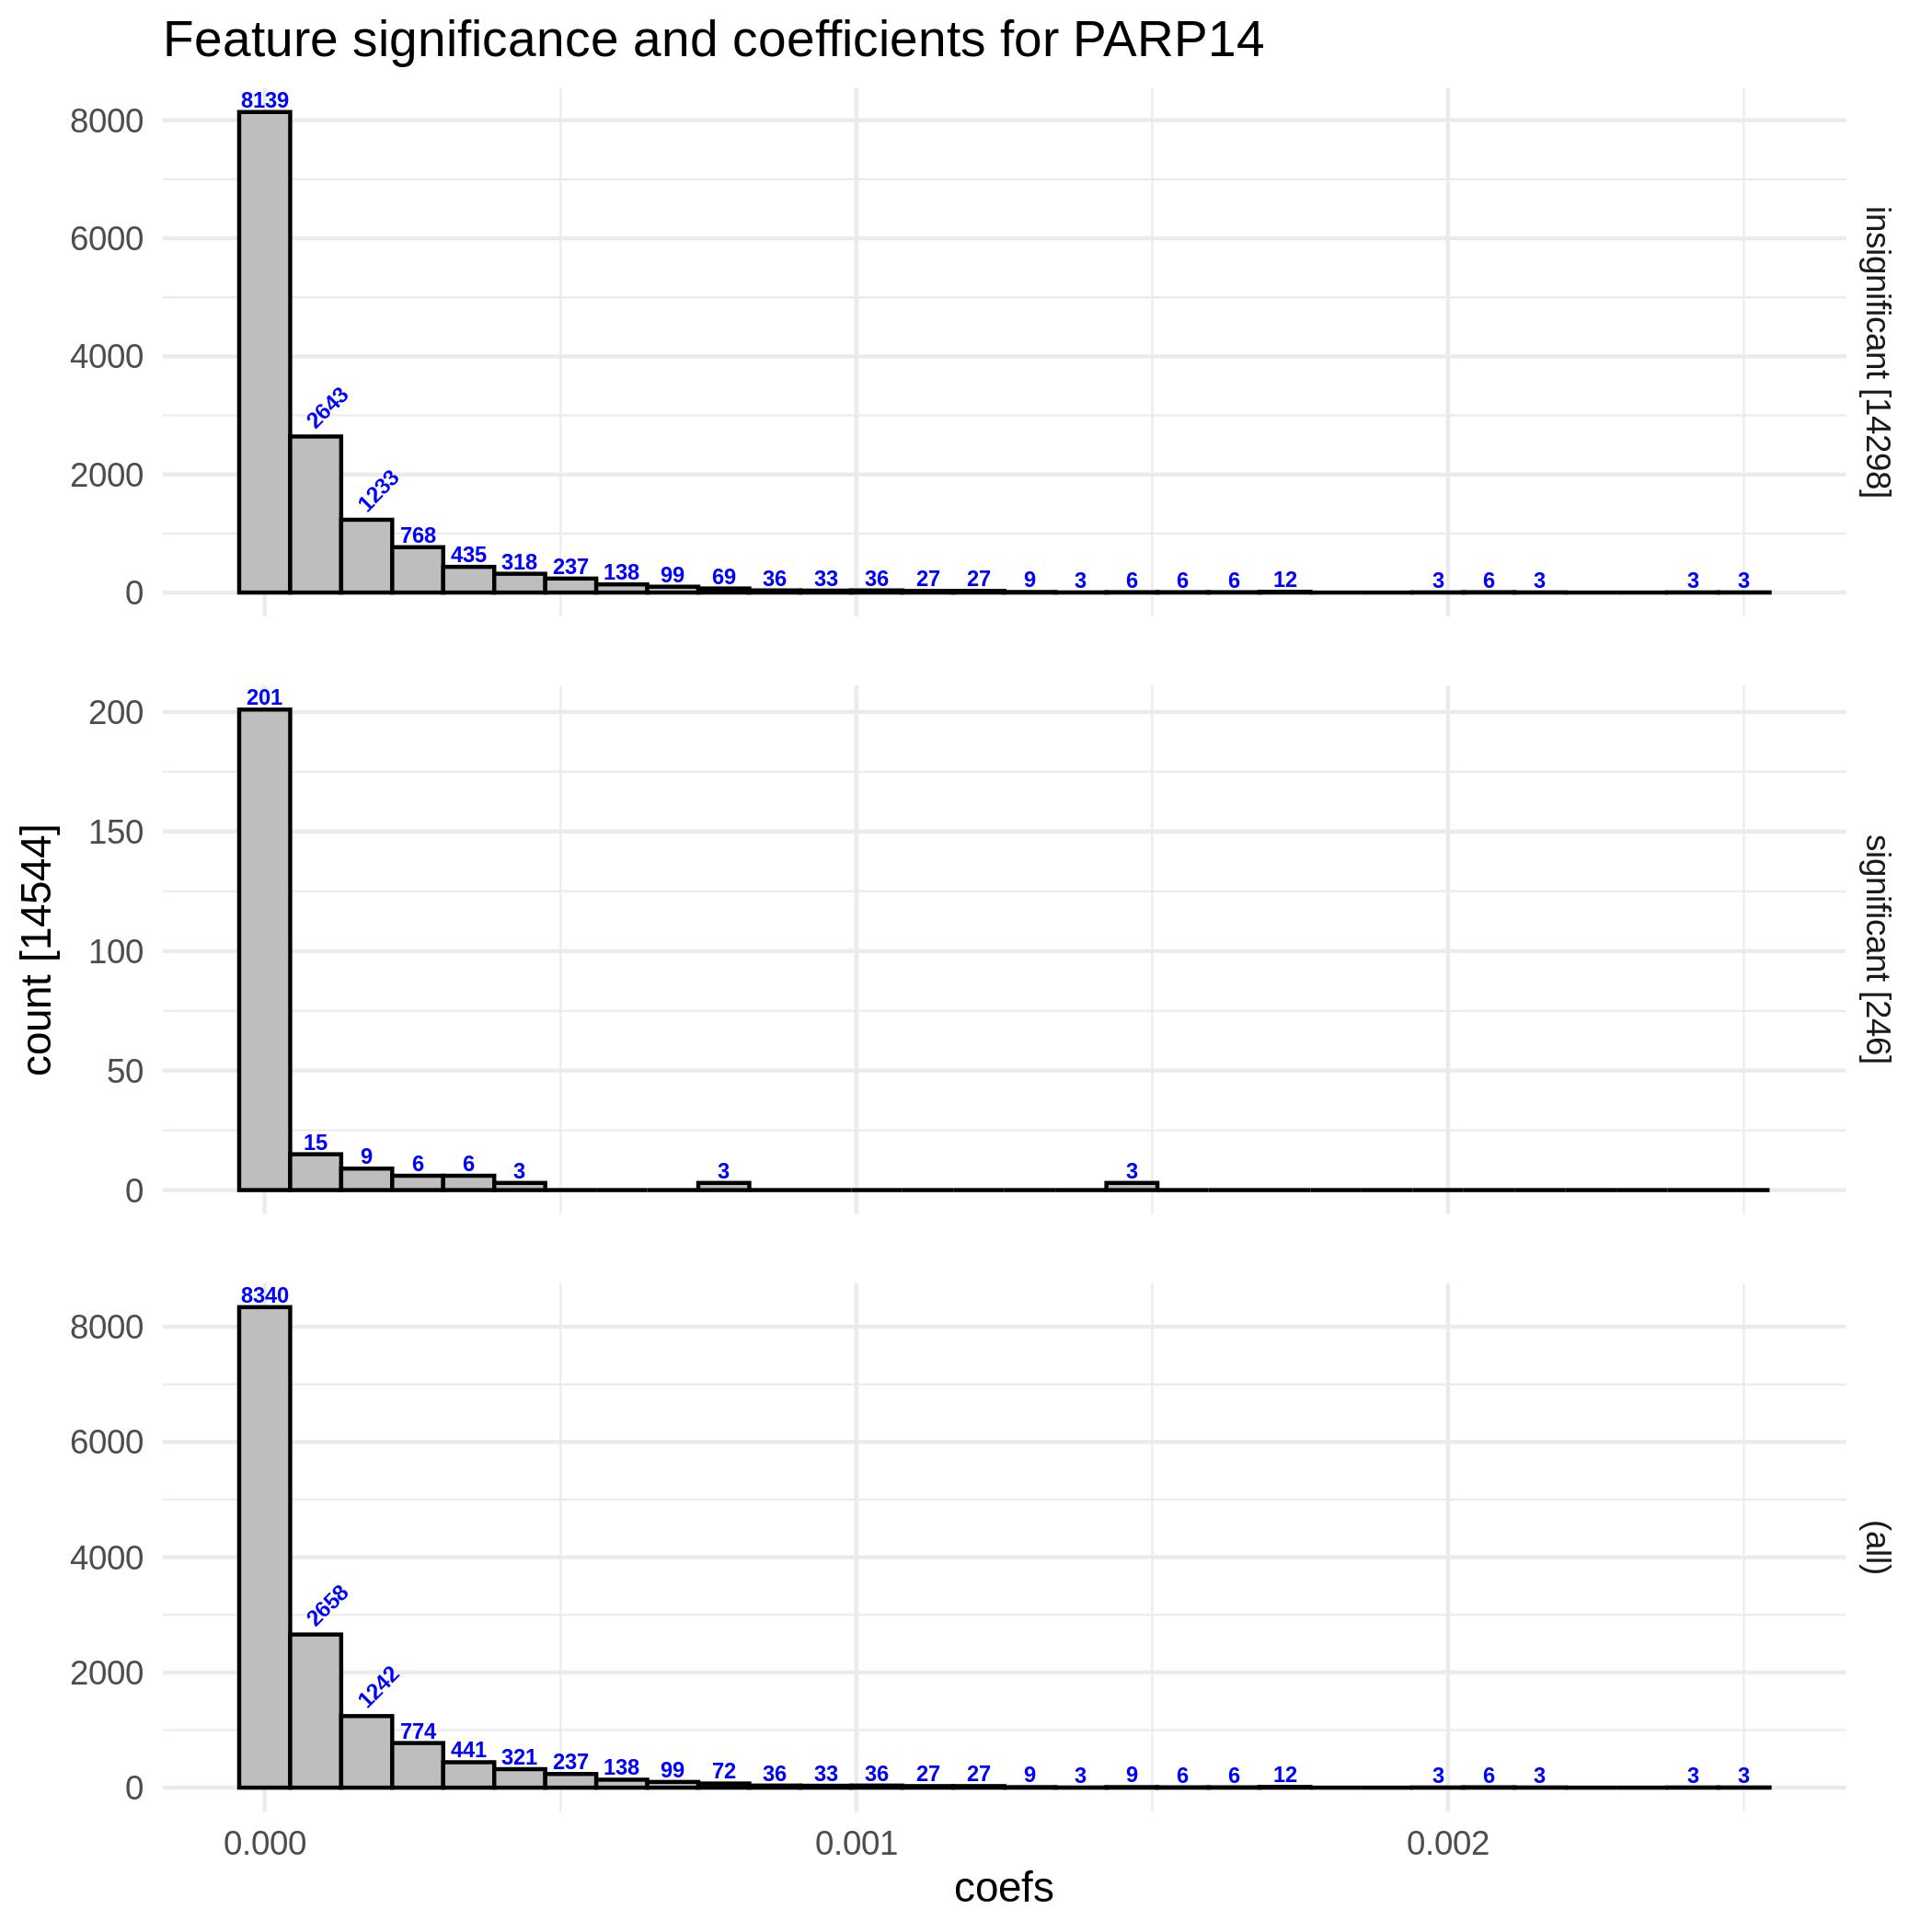 Feature significance and coefficients for PARP14
8139
8000
6000
4000
2643
2000
1233
768
435 318 237 138 99 69 36 33 36 27 27 9 3 6 6 6 12 3 6 3 3 3
0
insignificant [14298]
201
200
150
100
50
15 9 6 6 3 3 3
0
significant [246]
count [14544]
8340
8000
6000
4000
2658
2000
1242
774
441 321 237 138 99 72 36 33 36 27 27 9 3 9 6 6 12 3 6 3 3 3
0
(all)
0.000 0.001 0.002
coefs